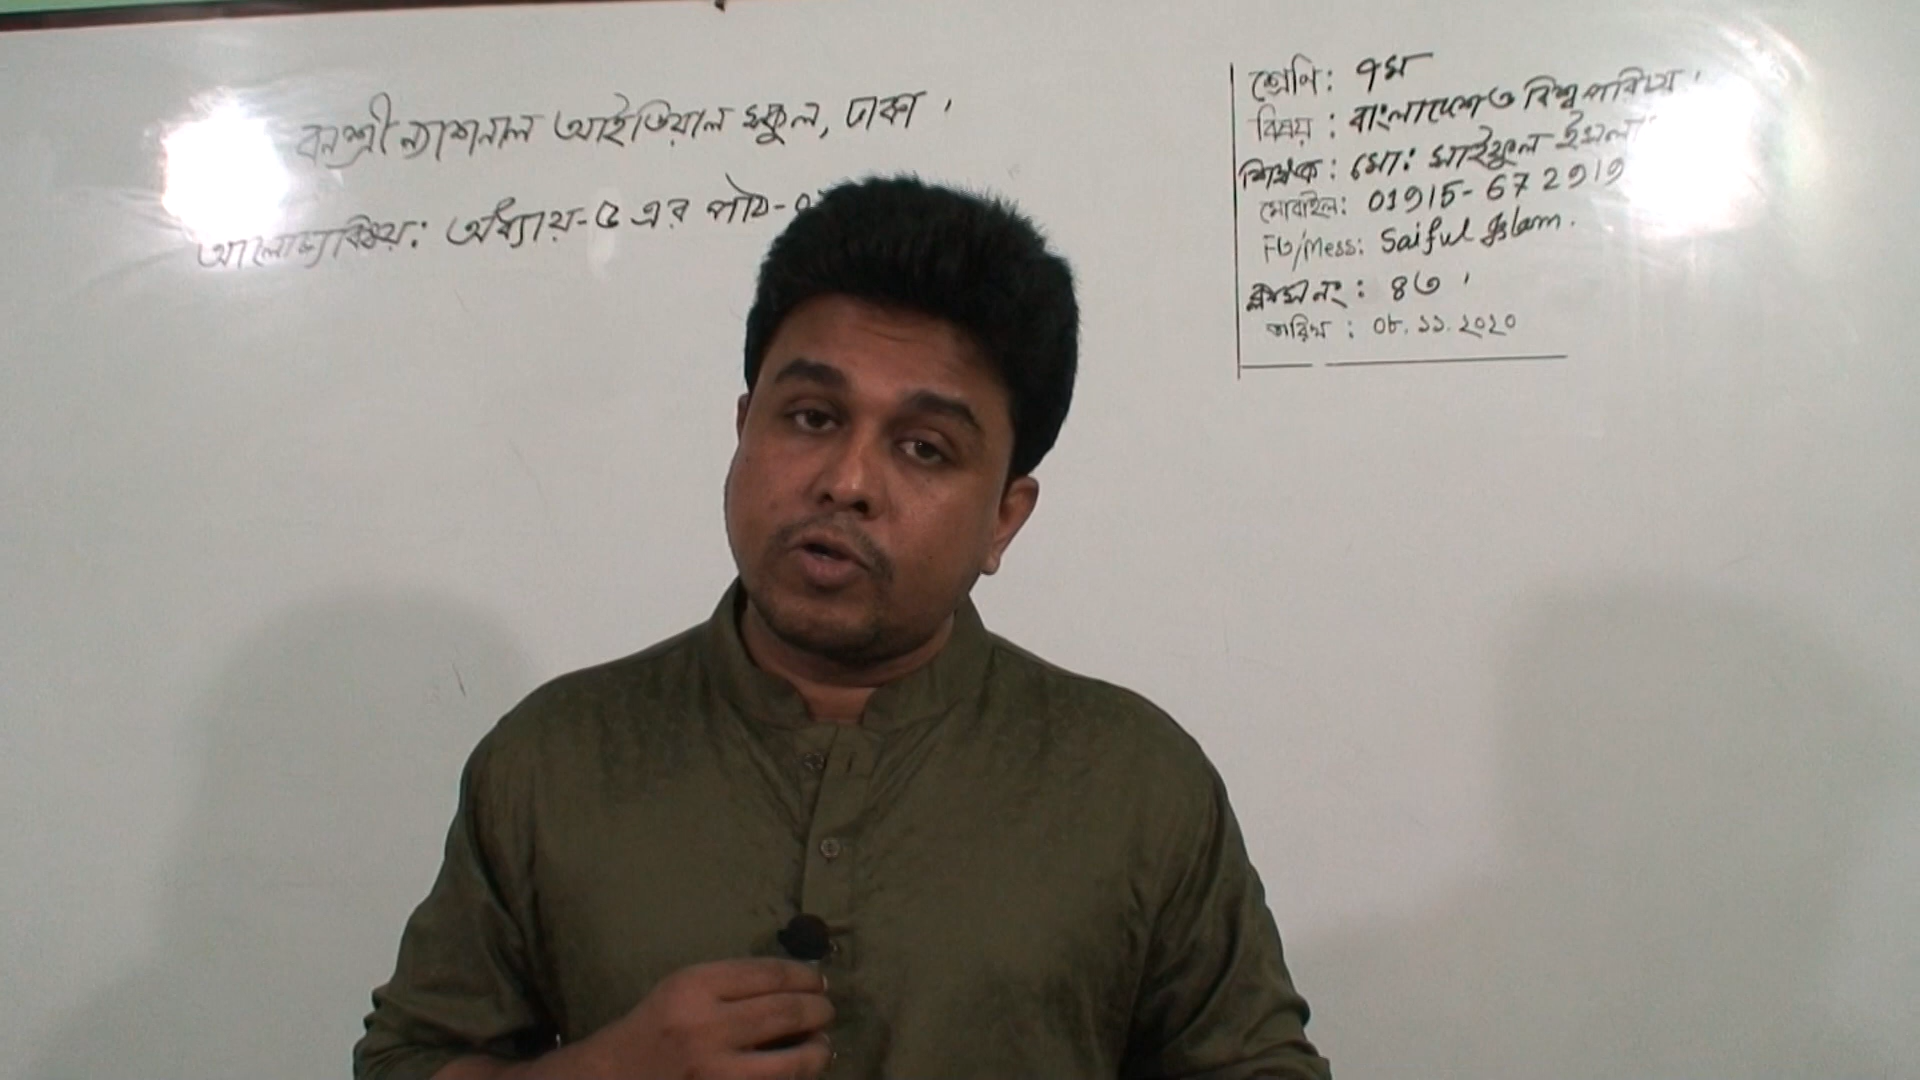 বনশ্রী ন্যাশনাল আইডিয়াল স্কুল, ঢাকা।
আলোচ্যবিষয়: অধ্যায়-৫ এর পাঠ-
শ্রেণি: ৭ম
বিষয়: বাংলাদেশ ও বিশ্বপরিচয়।
শিক্ষক: মো: সাইফুল ইসলা
মোবাইল: 01915-672919
Fb/Mess: Saiful Islam.
ক্লাস নং: ৪৩।
তারিখ: ০৮.১১.২০২০